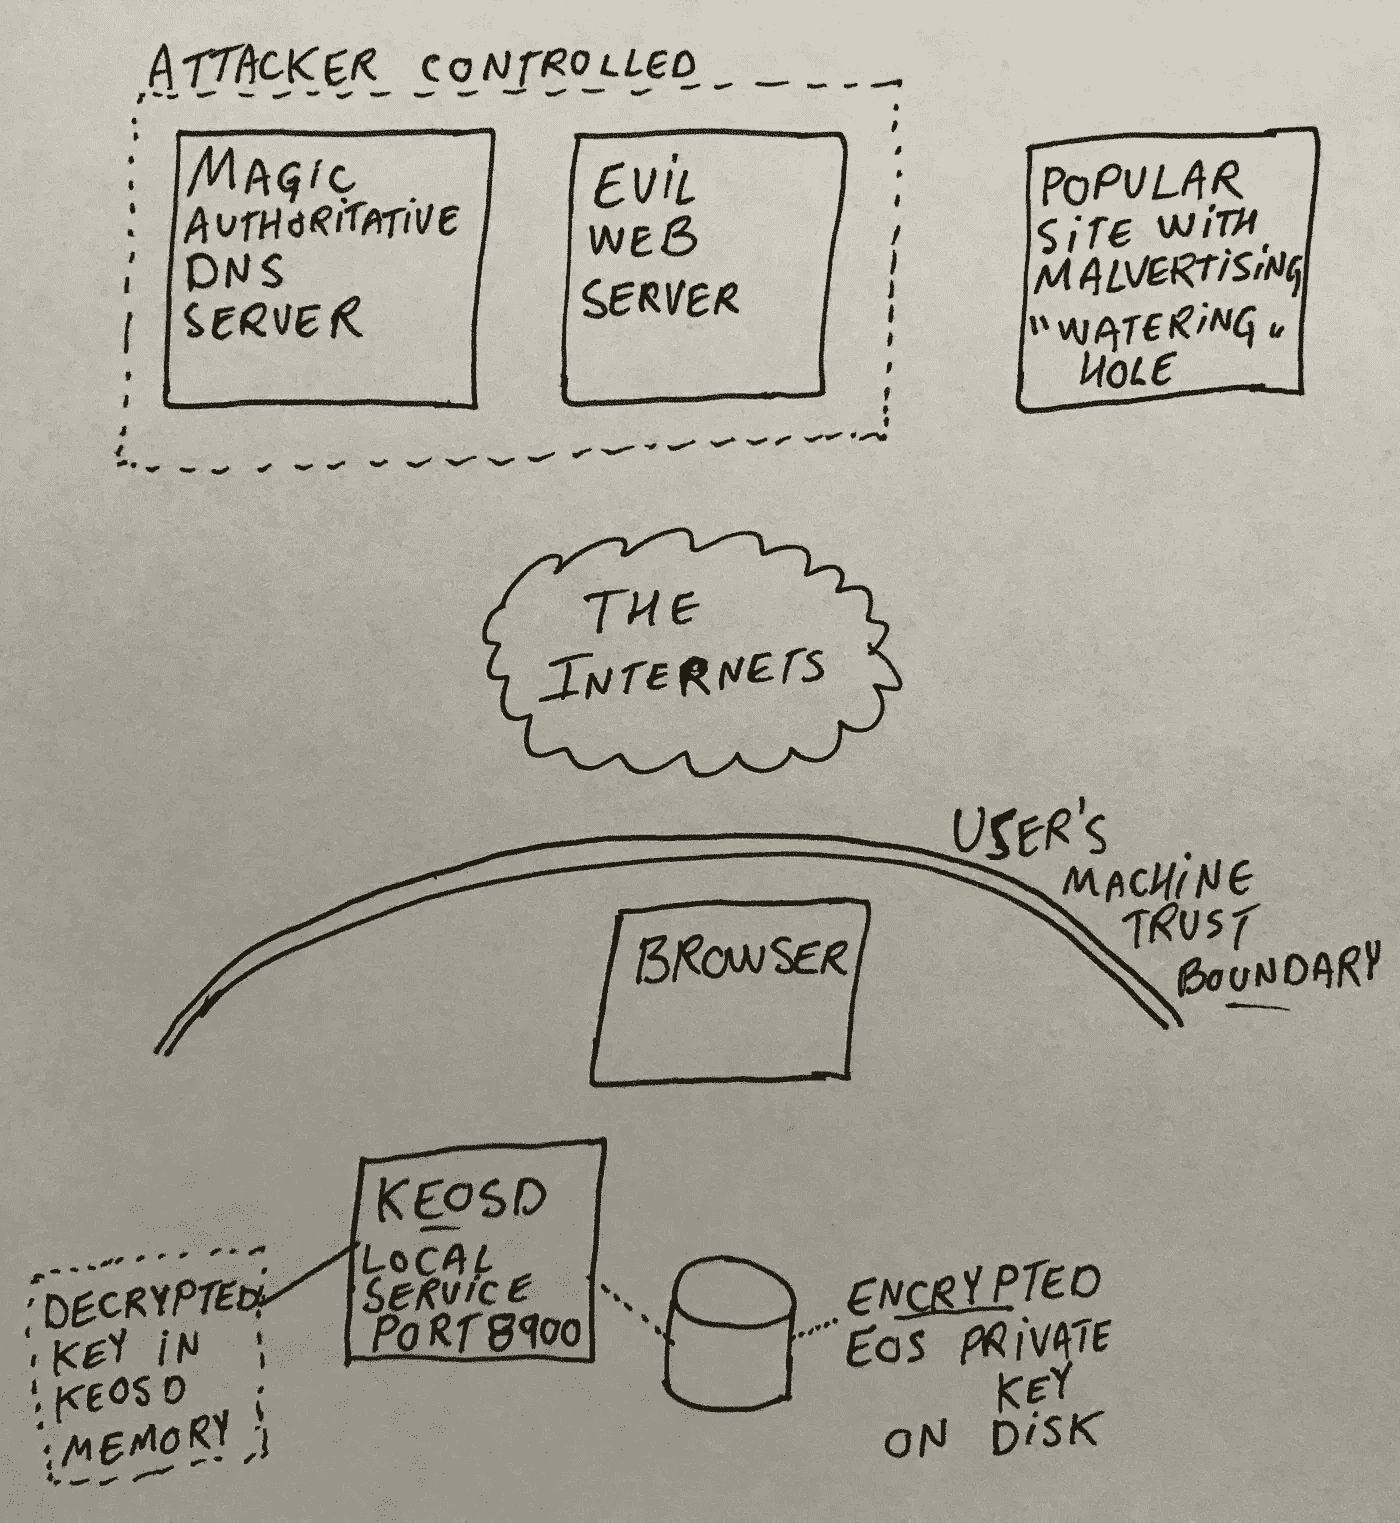 ATTACKER CONTROLLED
MAGIC
AUTHORITATIVE
DNS
SERVER
EVIL
WEB
SERVER
POPULAR
SITE WITH
MALVERTISING
"WATERING"
HOLE
THE
INTERNETS
USER'S
MACHINE
TRUST
BOUNDARY
BROWSER
KEOSD
LOCAL
SERVICE
PORT 8900
DECRYPTED
KEY IN
KEOSD
MEMORY
ENCRYPTED
EOS PRIVATE
KEY
ON DISK